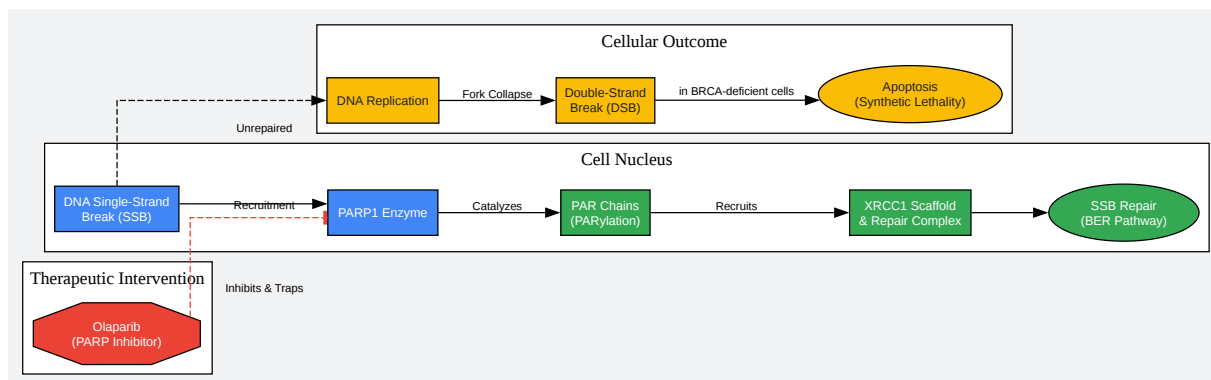 Cellular Outcome
DNA Replication
Fork Collapse
Double-Strand
Break (DSB)
in BRCA-deficient cells
Apoptosis
(Synthetic Lethality)
Unrepaired
Cell Nucleus
DNA Single-Strand
Break (SSB)
Recruitment
PARP1 Enzyme
Catalyzes
PAR Chains
(PARylation)
Recruits
XRCC1 Scaffold
& Repair Complex
SSB Repair
(BER Pathway)
Therapeutic Intervention
Inhibits & Traps
Olaparib
(PARP Inhibitor)